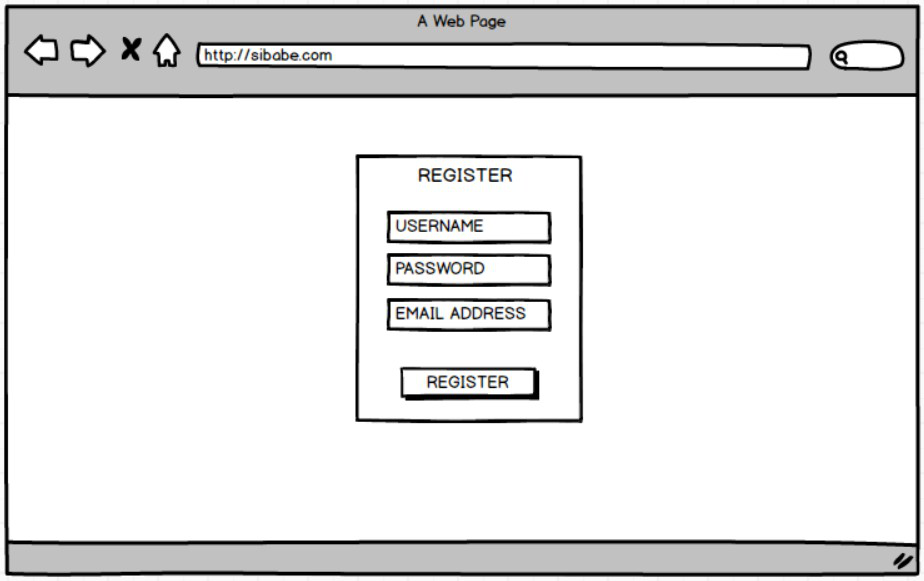 A Web Page
http://sibabe.com
REGISTER
USERNAME
PASSWORD
EMAIL ADDRESS
REGISTER